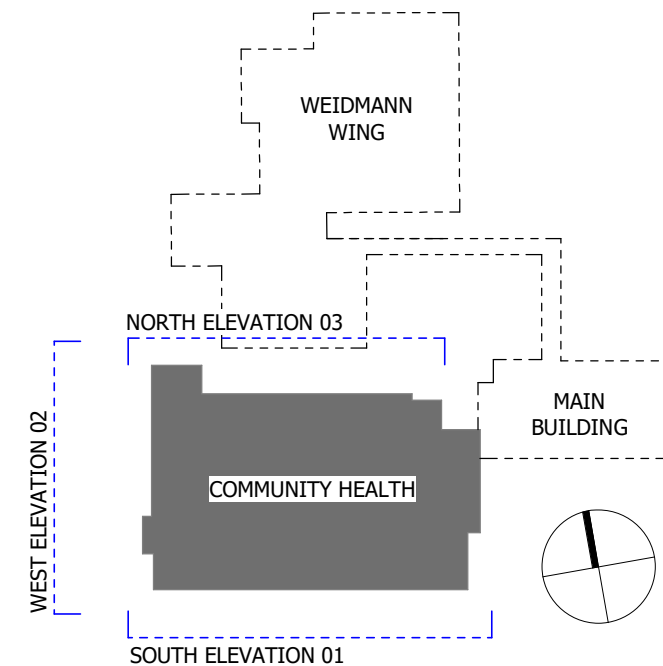 WEIDMANN
WING
NORTH ELEVATION 03
WEST ELEVATION 02
MAIN
BUILDING
COMMUNITY HEALTH
SOUTH ELEVATION 01